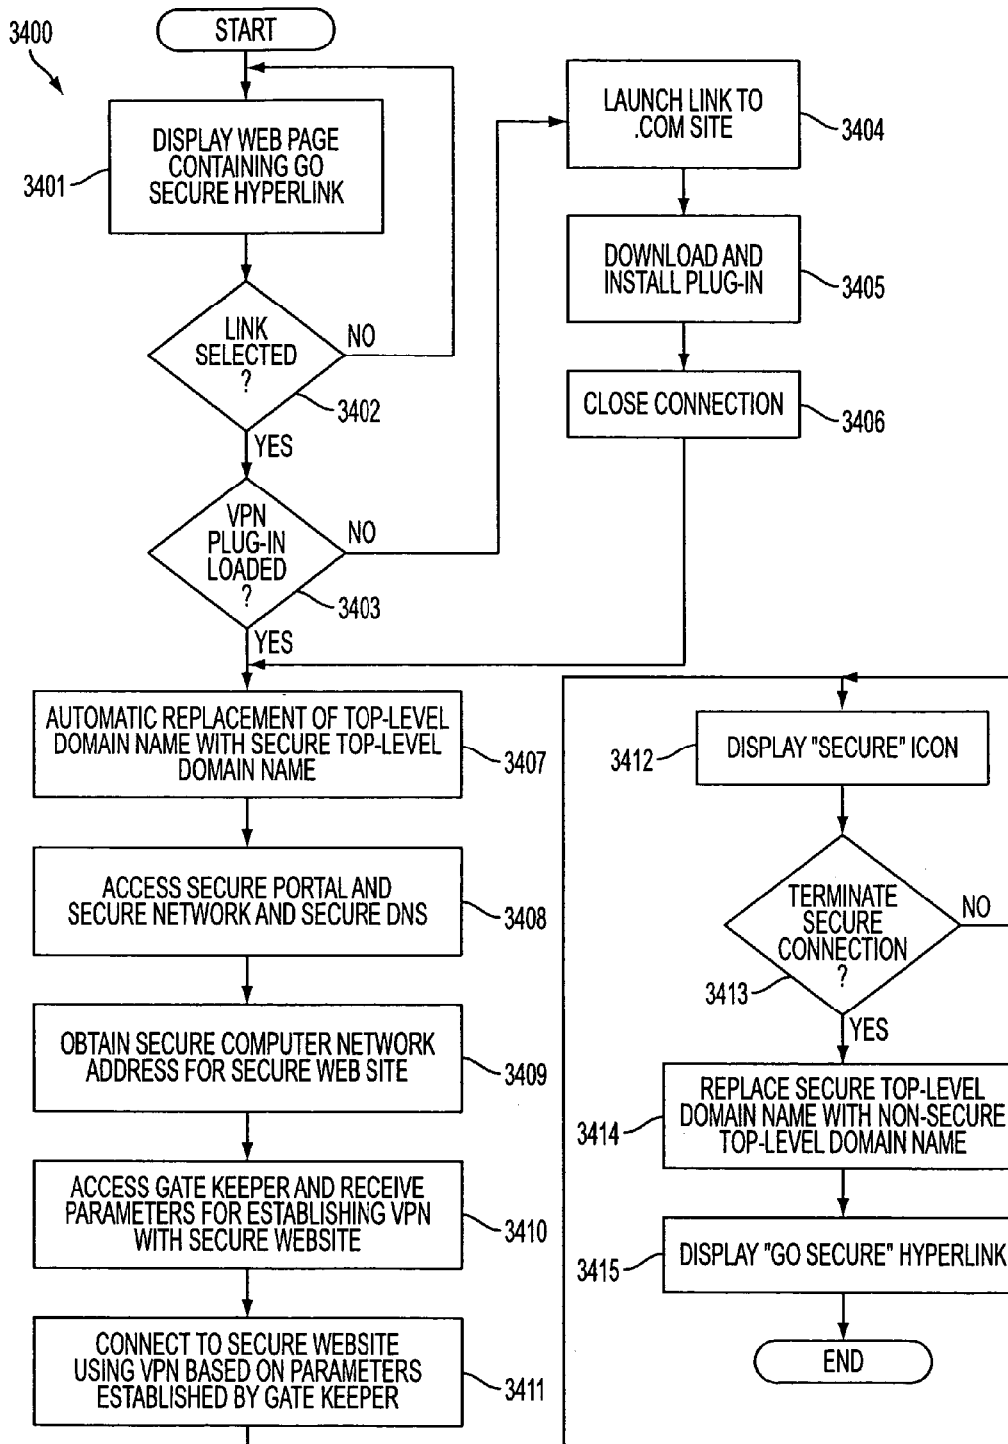 3400
START
3401
DISPLAY WEB PAGE
CONTAINING GO
SECURE HYPERLINK
LINK
SELECTED
?
NO
3402
YES
VPN
PLUG-IN
LOADED
?
NO
3403
YES
LAUNCH LINK TO
.COM SITE
3404
DOWNLOAD AND
INSTALL PLUG-IN
3405
CLOSE CONNECTION
3406
AUTOMATIC REPLACEMENT OF TOP-LEVEL
DOMAIN NAME WITH SECURE TOP-LEVEL
DOMAIN NAME
3407
ACCESS SECURE PORTAL AND
SECURE NETWORK AND SECURE DNS
3408
OBTAIN SECURE COMPUTER NETWORK
ADDRESS FOR SECURE WEB SITE
3409
ACCESS GATE KEEPER AND RECEIVE
PARAMETERS FOR ESTABLISHING VPN
WITH SECURE WEBSITE
3410
CONNECT TO SECURE WEBSITE
USING VPN BASED ON PARAMETERS
ESTABLISHED BY GATE KEEPER
3411
3412
DISPLAY "SECURE" ICON
TERMINATE
SECURE
CONNECTION
?
NO
3413
YES
3414
REPLACE SECURE TOP-LEVEL
DOMAIN NAME WITH NON-SECURE
TOP-LEVEL DOMAIN NAME
3415
DISPLAY "GO SECURE" HYPERLINK
END